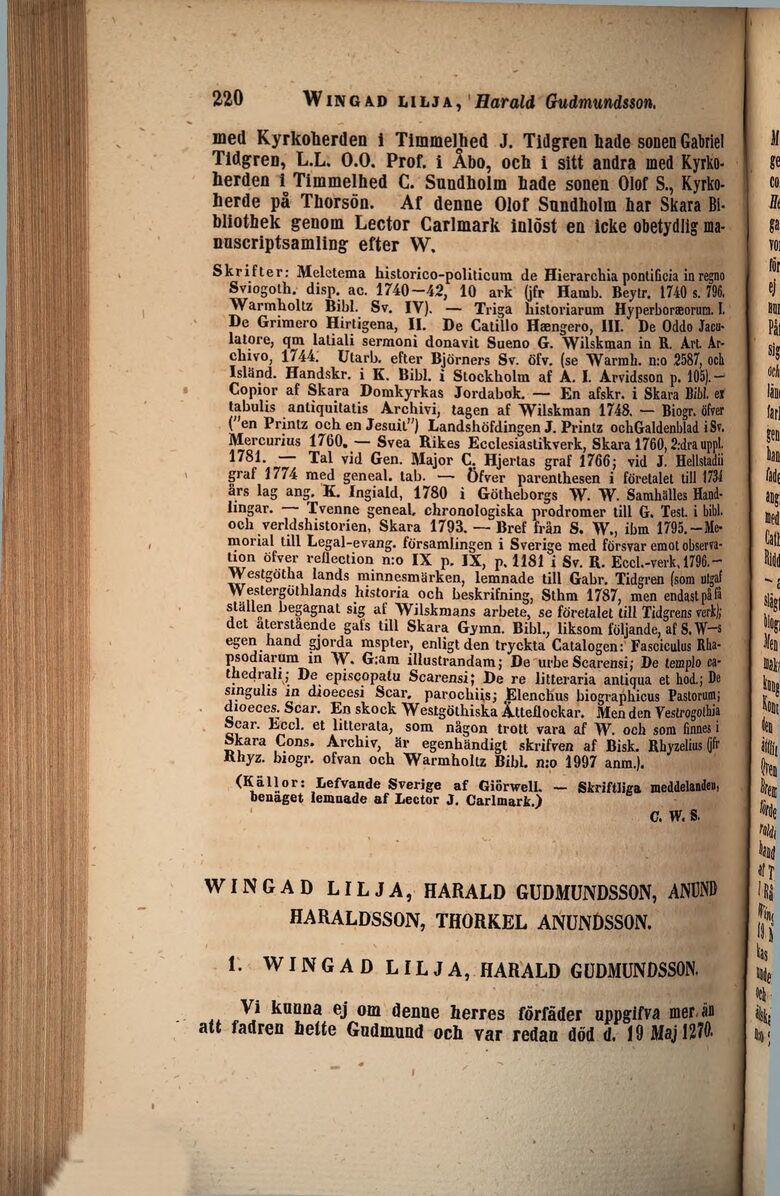 220 WINGAD LILJA, Harald Gudmundsson.
med Kyrkoherden i Timmelhed J. Tidgren hade sonen Gabriel
Tidgren, L.L. O.O. Prof. i Åbo, och i sitt andra med Kyrko-
herden i Timmelhed C. Sundholm hade sonen Olof S., Kyrko-
herde på Thorsön. Af denne Olof Sundholm har Skara Bi-
bliothek genom Lector Carlmark inlöst en icke obetydlig ma-
nuscriptsamling efter W.
Skrifter: Meletema historico-politicum de Hierarchia pontificia in regno
Sviogoth. disp. ac. 1740—42, 10 ark (jfr Hamb. Beytr. 1740 s. 796.
Warmholtz Bibl. Sv. IV). — Triga historiarum Hyperboræorum. I.
De Grimero Hirtigena, II. De Catillo Hængero, III. De Oddo Jacu-
latore, qm latiali sermoni donavit Sueno G. Wilskman in R. Art. Ar-
chivo, 1744. Utarb. efter Björners Sv. öfv. (se Warmh. n:o 2587, och
Isländ. Handskr. i K. Bibl. i Stockholm af A. I. Arvidsson p. 105). —
Copior af Skara Domkyrkas Jordabok. — En afskr. i Skara Bibl. ex
tabulis antiquitatis Archivi, tagen af Wilskman 1748. — Biogr. öfver
("en Printz och en Jesuit") Landshöfdingen J. Printz och Galdenblad i Sv.
Mercurius 1760. — Svea Rikes Ecclesiastikverk, Skara 1760, 2:dra uppl.
1781. — Tal vid Gen. Major C. Hjertas graf 1766; vid J. Hellstadii
graf 1774 med geneal. tab. — Öfver parenthesen i företalet till 1734
års lag ang. K. Ingiald, 1780 i Götheborgs W. W. Samhälles Hand-
lingar. — Tvenne geneal. chronologiska prodromer till G. Test. i bibl.
och verldshistorien, Skara 1793. — Bref från S. W., ibm 1795. — Me-
morial till Legal-evang. församlingen i Sverige med försvar emot observa-
tion öfver reflection n:o IX p. IX, p. 1181 i Sv. R. Eccl.-verk, 1796. —
Westgötha lands minnesmärken, lemnade till Gabr. Tidgren (som utgaf
Westergöthlands historia och beskrifning, Sthm 1787, men endast på få
ställen begagnat sig af Wilskmans arbete, se företalet till Tidgrens verk);
det återstående gafs till Skara Gymn. Bibl., liksom följande, af S. W—s
egen hand gjorda mspter, enligt den tryckta Catalogen: Fasciculus Rha-
psodiarum in W. G:am illustrandam; De urbe Scarensi; De templo ca-
thedrali; De episcopatu Scarensi; De re litteraria antiqua et hod.; De
singulis in dioecesi Scar. parochiis; Elenchus biographicus Pastorum;
dioeces. Scar. En skock Westgöthiska Ätteflockar. Men den Vestrogothia
Scar. Eccl. et litterata, som någon trott vara af W. och som finnes i
Skara Cons. Archiv, är egenhändigt skrifven af Bisk. Rhyzelius (jfr
Rhyz. biogr. ofvan och Warmholtz Bibl. n:o 1997 anm.).
(Källor: Lefvande Sverige af Giörwell. — Skriftliga meddelanden,
benäget lemnade af Lector J. Carlmark.)
C. W. S.
WINGAD LILJA, HARALD GUDMUNDSSON, ANUND
HARALDSSON, THORKEL ANUNDSSON.
1. WINGAD LILJA, HARALD GUDMUNDSSON.
Vi kunna ej om denne herres förfäder uppgifva mer än
att fadren hette Gudmund och var redan död d. 19 Maj 1270.